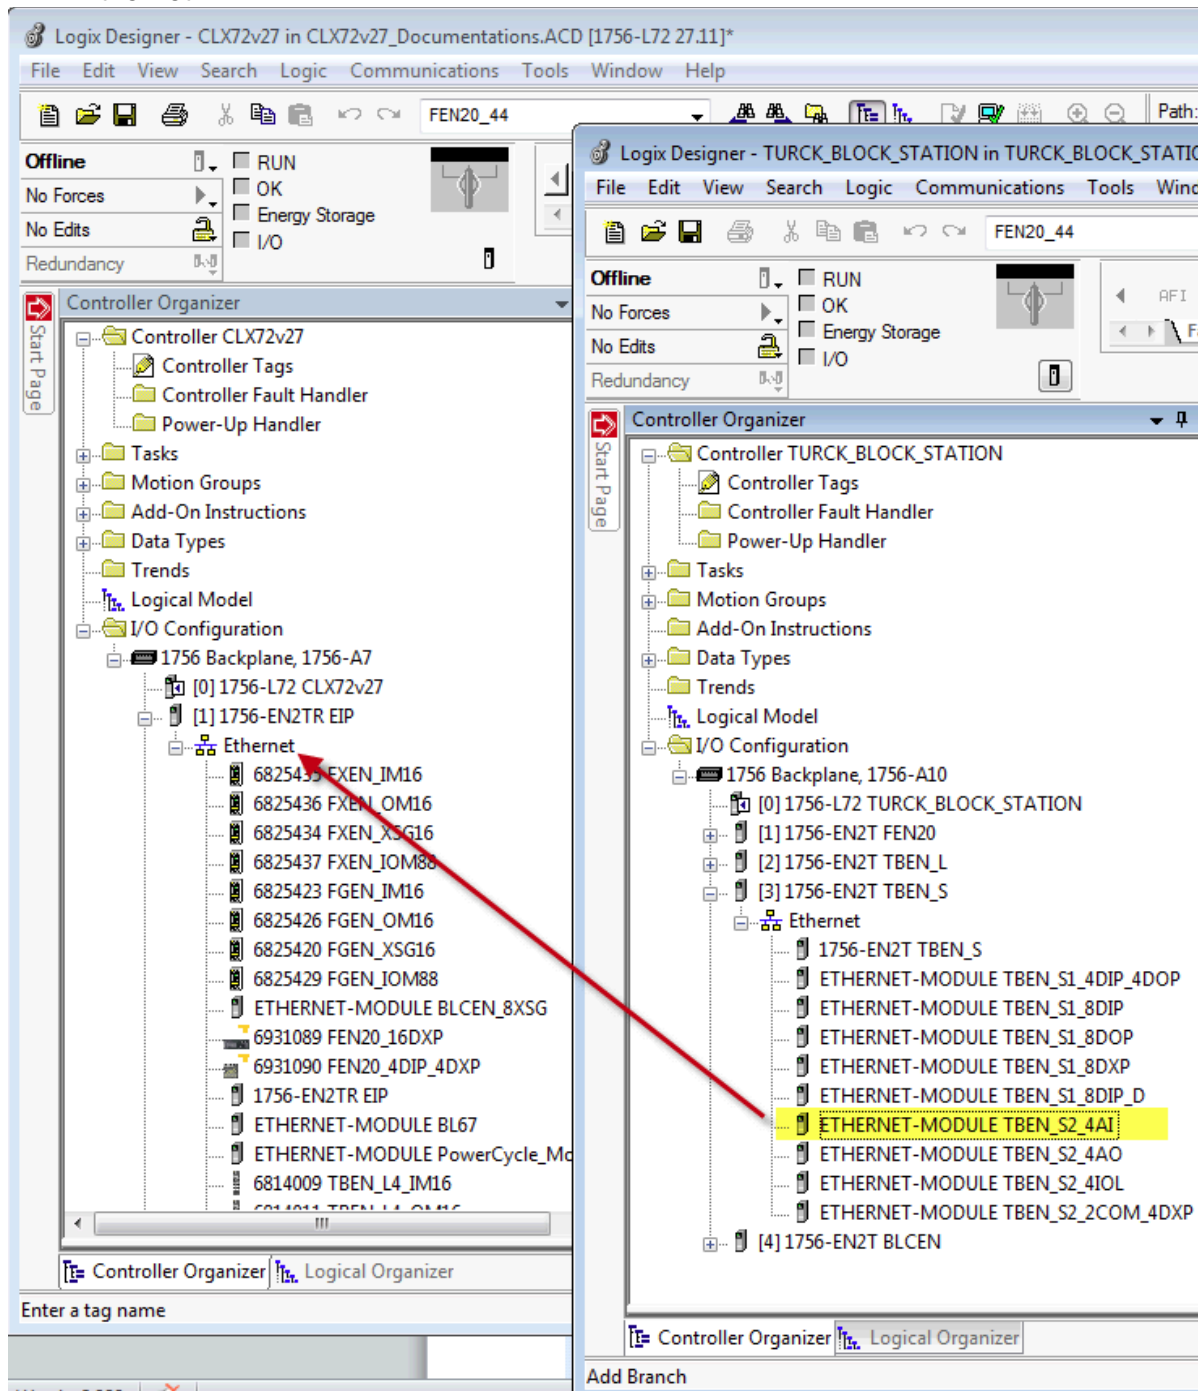 Logix Designer - CLX72v27 in CLX72v27_Documentations.ACD [1756-L72 27.11]*
File Edit View Search Logic Communications Tools Window Help
FEN20_44
Path:
Offline
RUN
No Forces
OK
Energy Storage
No Edits
I/O
Redundancy
Start Page
Controller Organizer
Controller CLX72v27
Controller Tags
Controller Fault Handler
Power-Up Handler
Tasks
Motion Groups
Add-On Instructions
Data Types
Trends
Logical Model
I/O Configuration
1756 Backplane, 1756-A7
[0] 1756-L72 CLX72v27
[1] 1756-EN2TR EIP
Ethernet
6825435 FXEN_IM16
6825436 FXEN_OM16
6825434 FXEN_XSG16
6825437 FXEN_IOM88
6825423 FGEN_IM16
6825426 FGEN_OM16
6825420 FGEN_XSG16
6825429 FGEN_IOM88
ETHERNET-MODULE BLCEN_8XSG
6931089 FEN20_16DXP
6931090 FEN20_4DIP_4DXP
1756-EN2TR EIP
ETHERNET-MODULE BL67
ETHERNET-MODULE PowerCycle_Mo
6814009 TBEN_L4_IM16
Controller Organizer Logical Organizer
Enter a tag name
Logix Designer - TURCK_BLOCK_STATION in TURCK_BLOCK_STATIO
File Edit View Search Logic Communications Tools Wind
FEN20_44
Offline
RUN
No Forces
OK
Energy Storage
No Edits
I/O
Redundancy
AFI
Start Page
Controller Organizer
Controller TURCK_BLOCK_STATION
Controller Tags
Controller Fault Handler
Power-Up Handler
Tasks
Motion Groups
Add-On Instructions
Data Types
Trends
Logical Model
I/O Configuration
1756 Backplane, 1756-A10
[0] 1756-L72 TURCK_BLOCK_STATION
[1] 1756-EN2T FEN20
[2] 1756-EN2T TBEN_L
[3] 1756-EN2T TBEN_S
Ethernet
1756-EN2T TBEN_S
ETHERNET-MODULE TBEN_S1_4DIP_4DOP
ETHERNET-MODULE TBEN_S1_8DIP
ETHERNET-MODULE TBEN_S1_8DOP
ETHERNET-MODULE TBEN_S1_8DXP
ETHERNET-MODULE TBEN_S1_8DIP_D
ETHERNET-MODULE TBEN_S2_4AI
ETHERNET-MODULE TBEN_S2_4AO
ETHERNET-MODULE TBEN_S2_4IOL
ETHERNET-MODULE TBEN_S2_2COM_4DXP
[4] 1756-EN2T BLCEN
Controller Organizer Logical Organizer
Add Branch